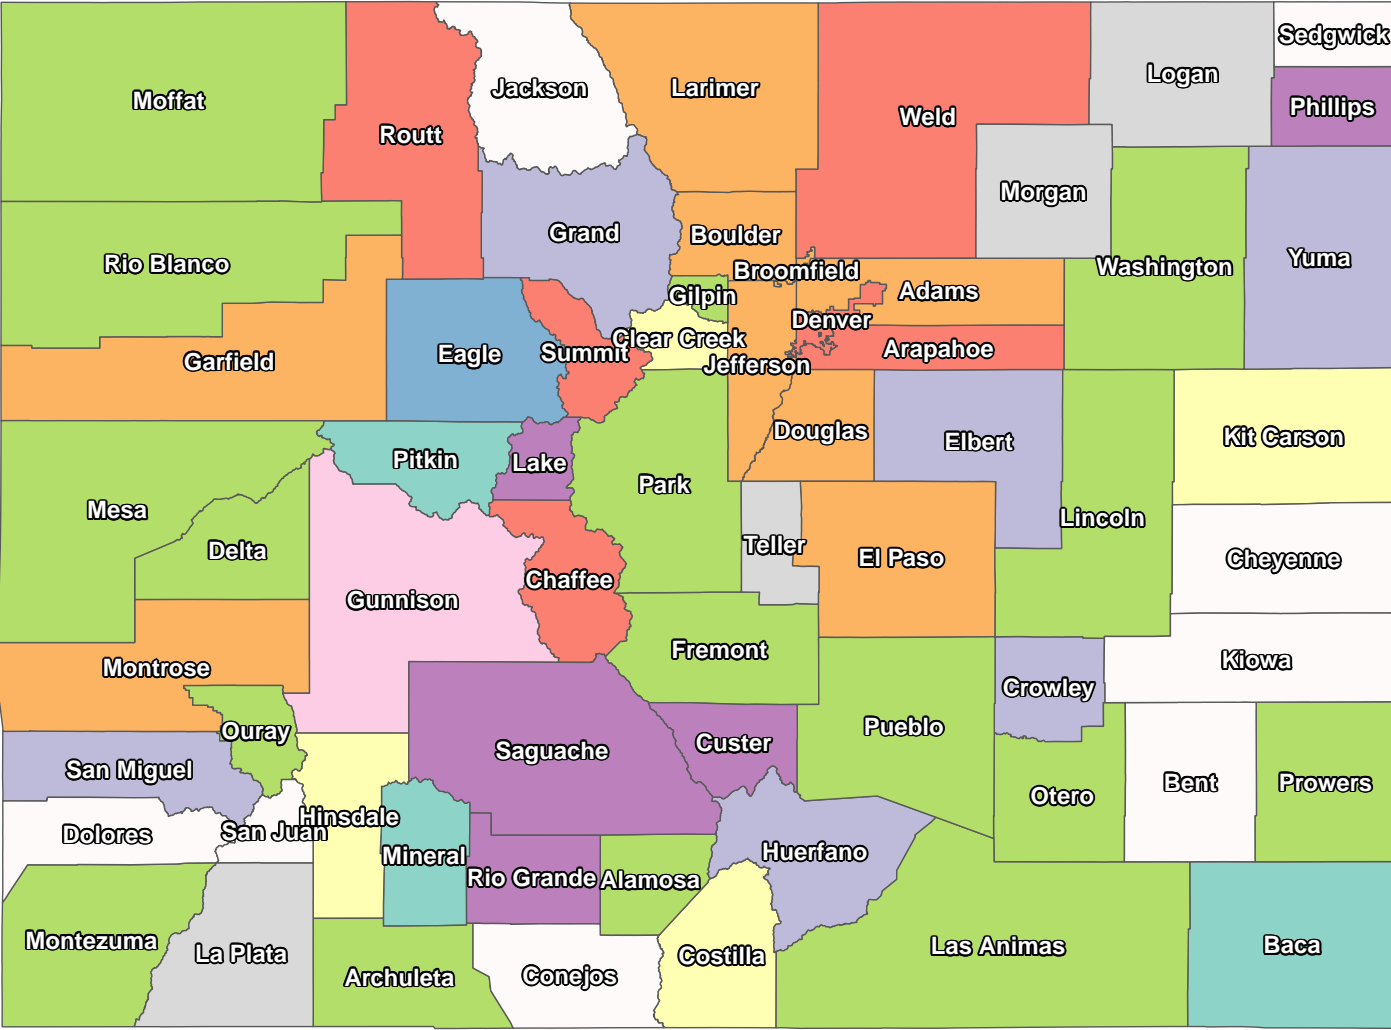 Sedgwick
Logan
Jackson
Larimer
Moffat
Phillips
Weld
Routt
Morgan
Grand
Boulder
Yuma
Rio Blanco
Washington
Broomfield
Adams
Gilpin
Denver
Clear Creek
Arapahoe
Eagle
Summit
Garfield
Jefferson
Douglas
Kit Carson
Elbert
Pitkin
Lake
Park
Mesa
Lincoln
Teller
Delta
El Paso
Cheyenne
Chaffee
Gunnison
Fremont
Kiowa
Montrose
Crowley
Pueblo
Ouray
Custer
Saguache
San Miguel
Bent
Prowers
Otero
Hinsdale
San Juan
Dolores
Huerfano
Mineral
Rio Grande
Alamosa
Montezuma
Baca
Las Animas
La Plata
Costilla
Conejos
Archuleta